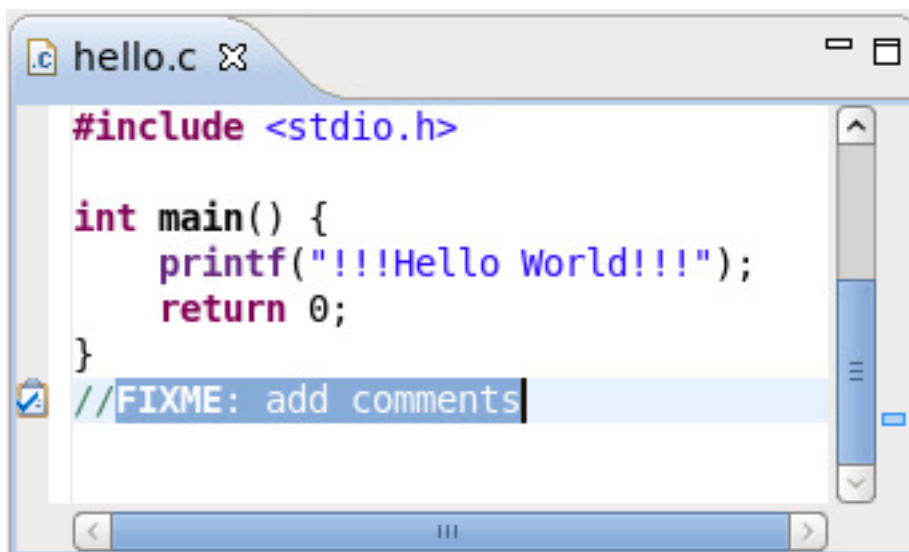 hello.c
#include <stdio.h>
int main() {
    printf("!!!Hello World!!!");
    return 0;
}
//FIXME: add comments